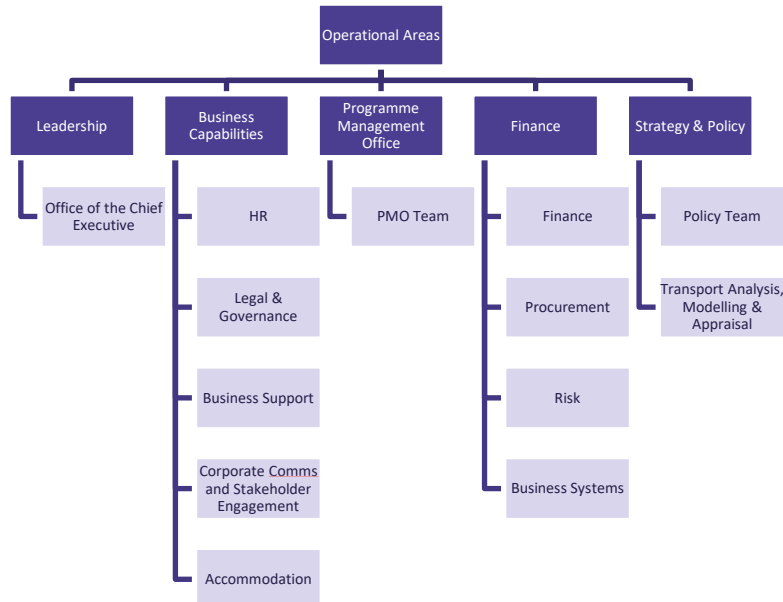 Operational Areas
Leadership
Business
Capabilities
Programme
Management
Office
Finance
Strategy & Policy
Office of the Chief
Executive
HR
Legal &
Governance
Business Support
Corporate Comms
and Stakeholder
Engagement
Accommodation
PMO Team
Finance
Procurement
Risk
Business Systems
Policy Team
Transport Analysis,
Modelling &
Appraisal